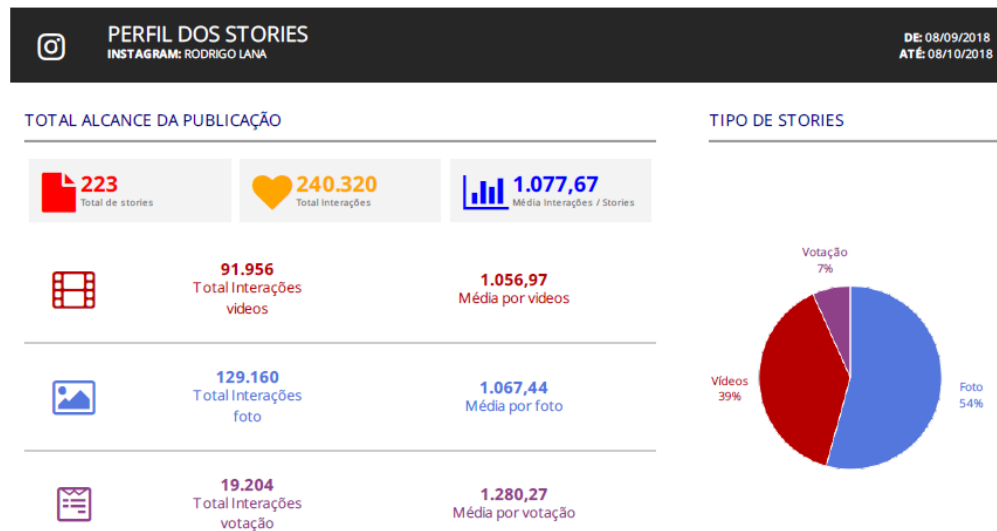 PERFIL DOS STORIES
INSTAGRAM: RODRIGO LANA
DE: 08/09/2018
ATÉ: 08/10/2018
TOTAL ALCANCE DA PUBLICAÇÃO
223
Total de stories
240.320
Total Interações
1.077,67
Média Interações / Stories
91.956
Total Interações
videos
1.056,97
Média por videos
129.160
Total Interações
foto
1.067,44
Média por foto
19.204
Total Interações
votação
1.280,27
Média por votação
TIPO DE STORIES
Votação
7%
Vídeos
39%
Foto
54%